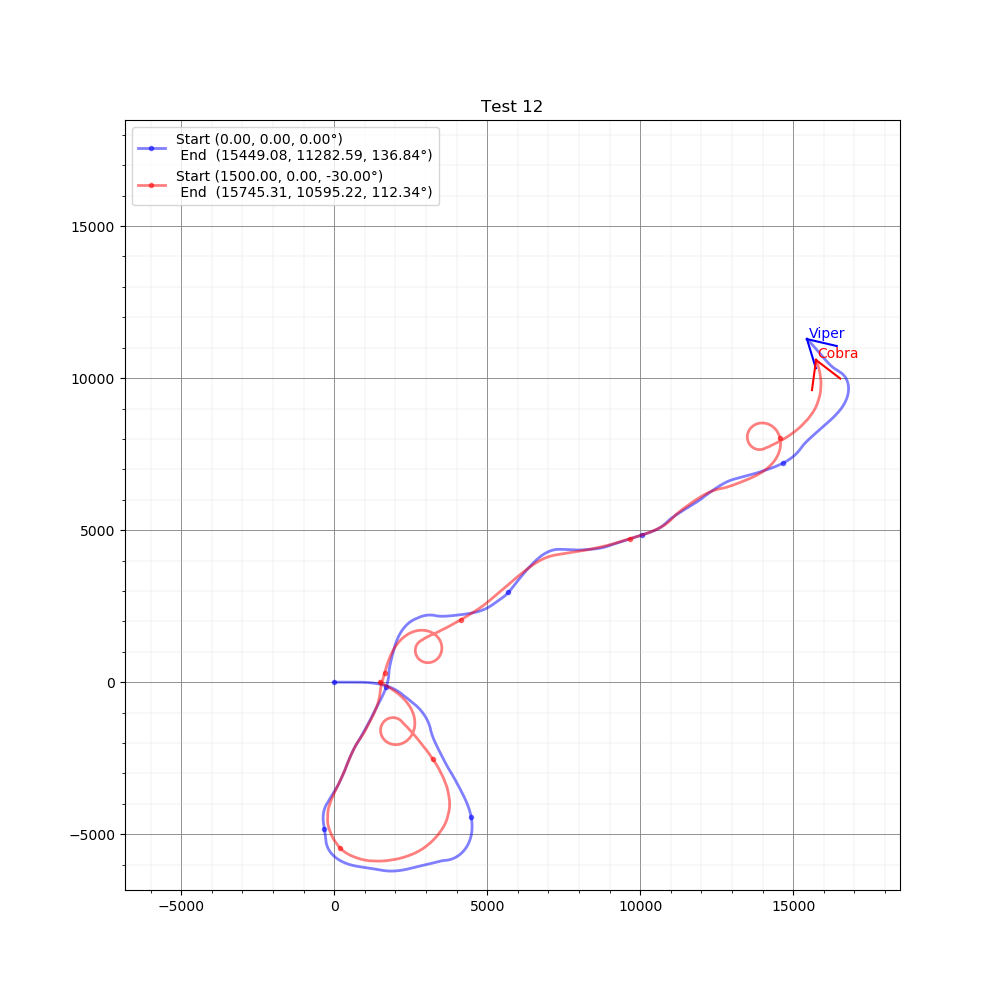 Test 12
Start (0.00, 0.00, 0.00°)
End  (15449.08, 11282.59, 136.84°)
Start (1500.00, 0.00, -30.00°)
End  (15745.31, 10595.22, 112.34°)
15000
Viper
Cobra
10000
5000
0
−5000
−5000 0 5000 10000 15000